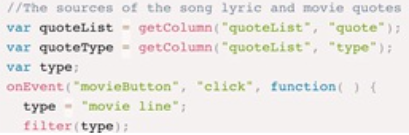 //The sources of the song lyric and movie quotes
var quoteList = getColumn("quoteList", "quote");
var quoteType = getColumn("quoteList", "type");
var type;
onEvent("movieButton", "click", function( ) {
  type = "movie line";
  filter(type);